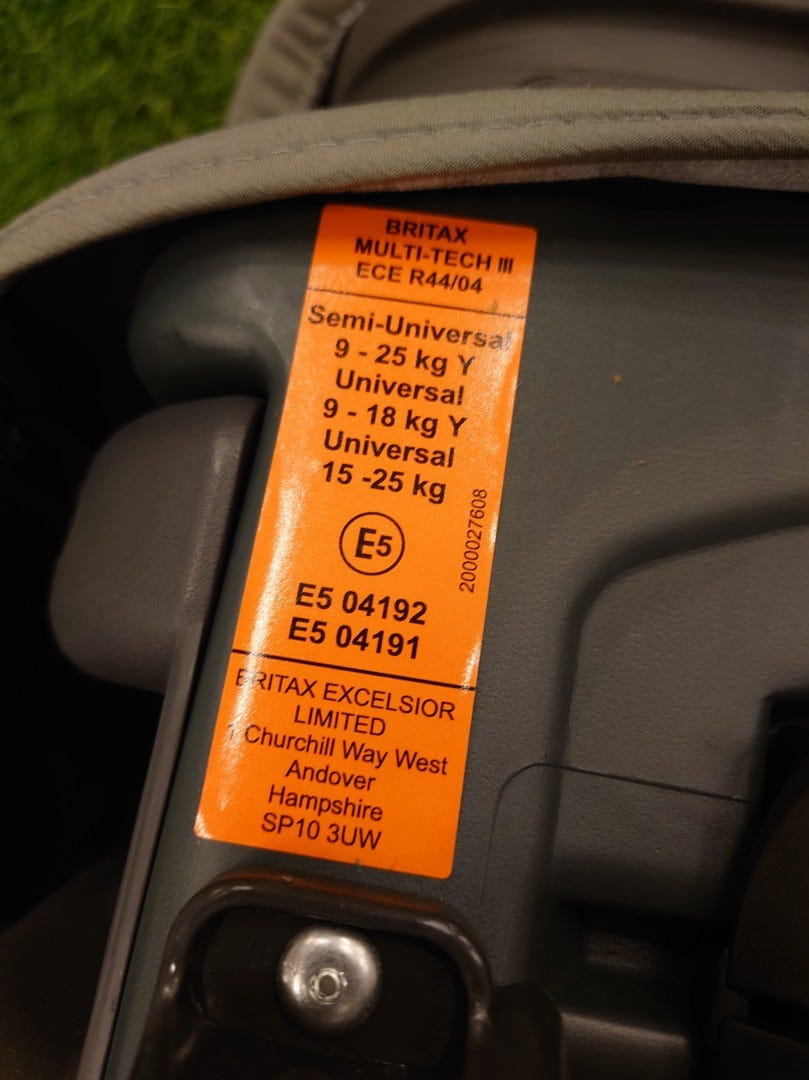 BRITAX
MULTI-TECH III
ECE R44/04
Semi-Universal
9 - 25 kg Y
Universal
9 - 18 kg Y
Universal
15 -25 kg
E5
2000027608
E5 04192
E5 04191
BRITAX EXCELSIOR
LIMITED
1 Churchill Way West
Andover
Hampshire
SP10 3UW